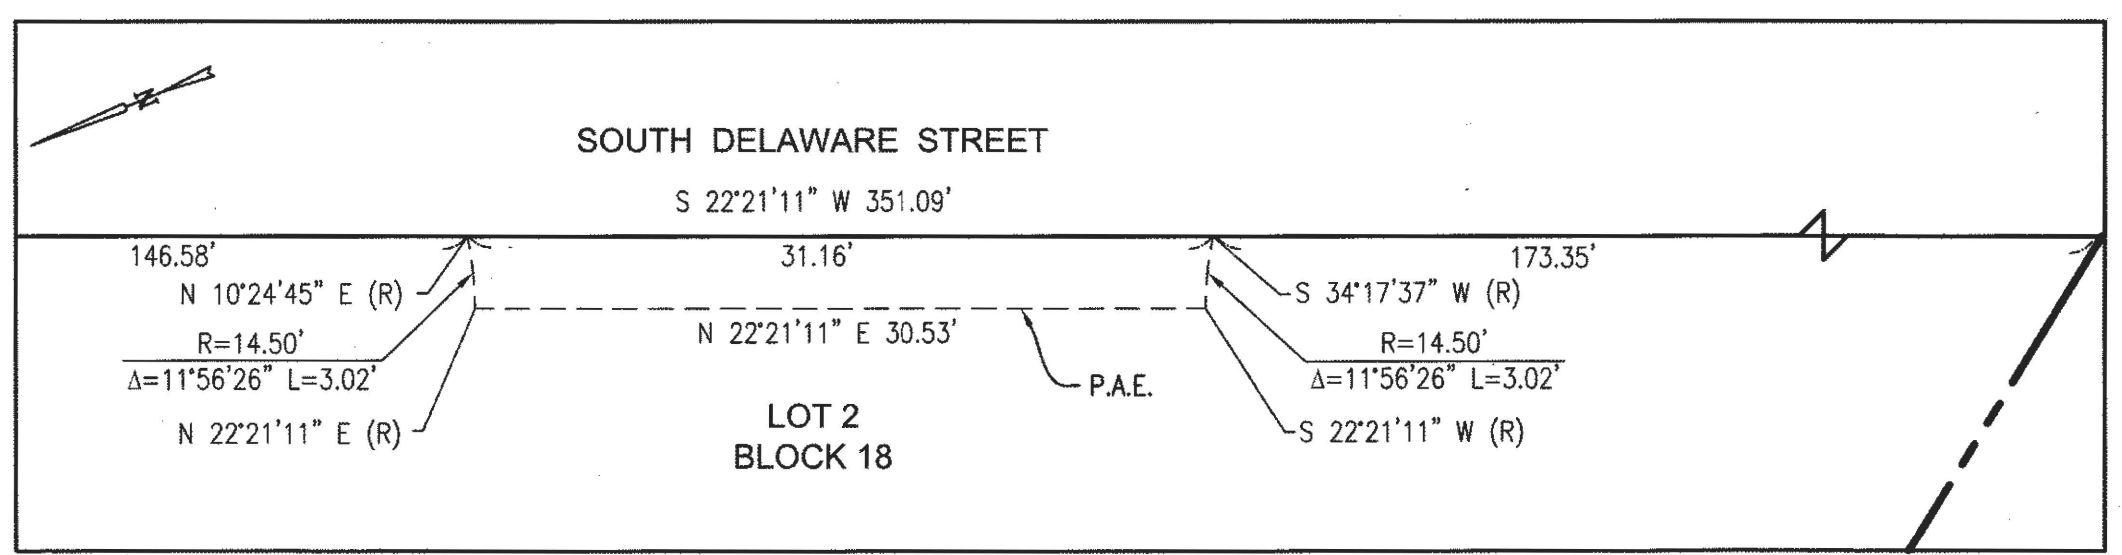 N
SOUTH DELAWARE STREET
S 22°21'11" W 351.09'
146.58'
31.16'
173.35'
N 10°24'45" E (R)
S 34°17'37" W (R)
R=14.50'
Δ=11°56'26" L=3.02'
N 22°21'11" E 30.53'
R=14.50'
Δ=11°56'26" L=3.02'
P.A.E.
N 22°21'11" E (R)
LOT 2
BLOCK 18
S 22°21'11" W (R)